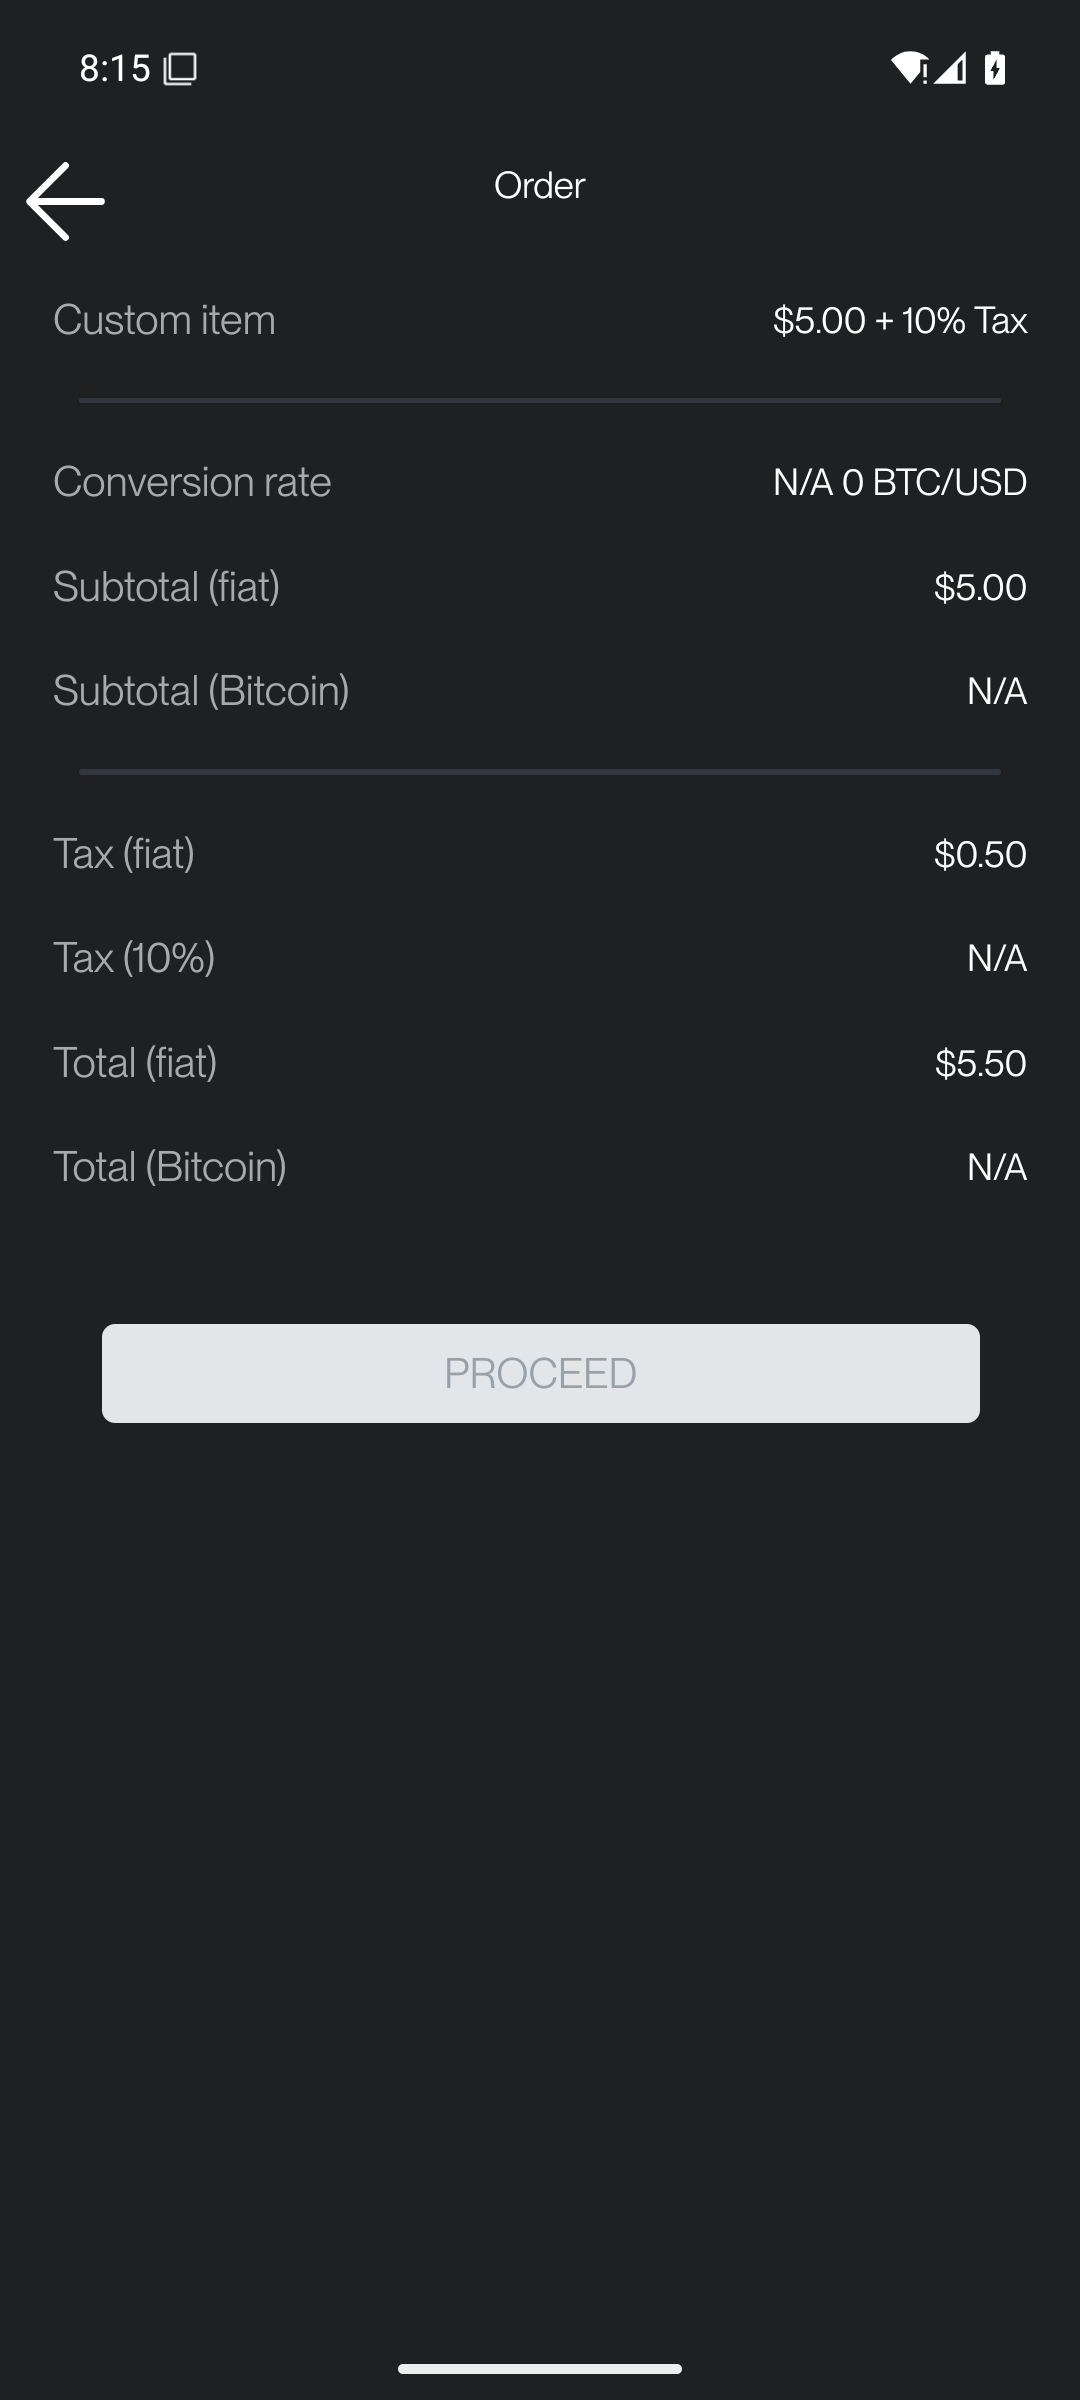 8:15
Order
Custom item $5.00 + 10% Tax
Conversion rate N/A 0 BTC/USD
Subtotal (fiat) $5.00
Subtotal (Bitcoin) N/A
Tax (fiat) $0.50
Tax (10%) N/A
Total (fiat) $5.50
Total (Bitcoin) N/A
PROCEED